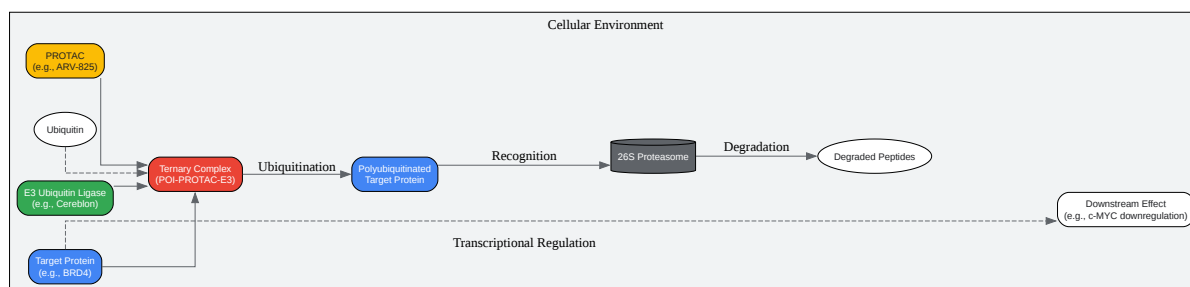 Cellular Environment
PROTAC
(e.g., ARV-825)
Ubiquitin
E3 Ubiquitin Ligase
(e.g., Cereblon)
Target Protein
(e.g., BRD4)
Ternary Complex
(POI-PROTAC-E3)
Ubiquitination
Polyubiquitinated
Target Protein
Recognition
26S Proteasome
Degradation
Degraded Peptides
Transcriptional Regulation
Downstream Effect
(e.g., c-MYC downregulation)